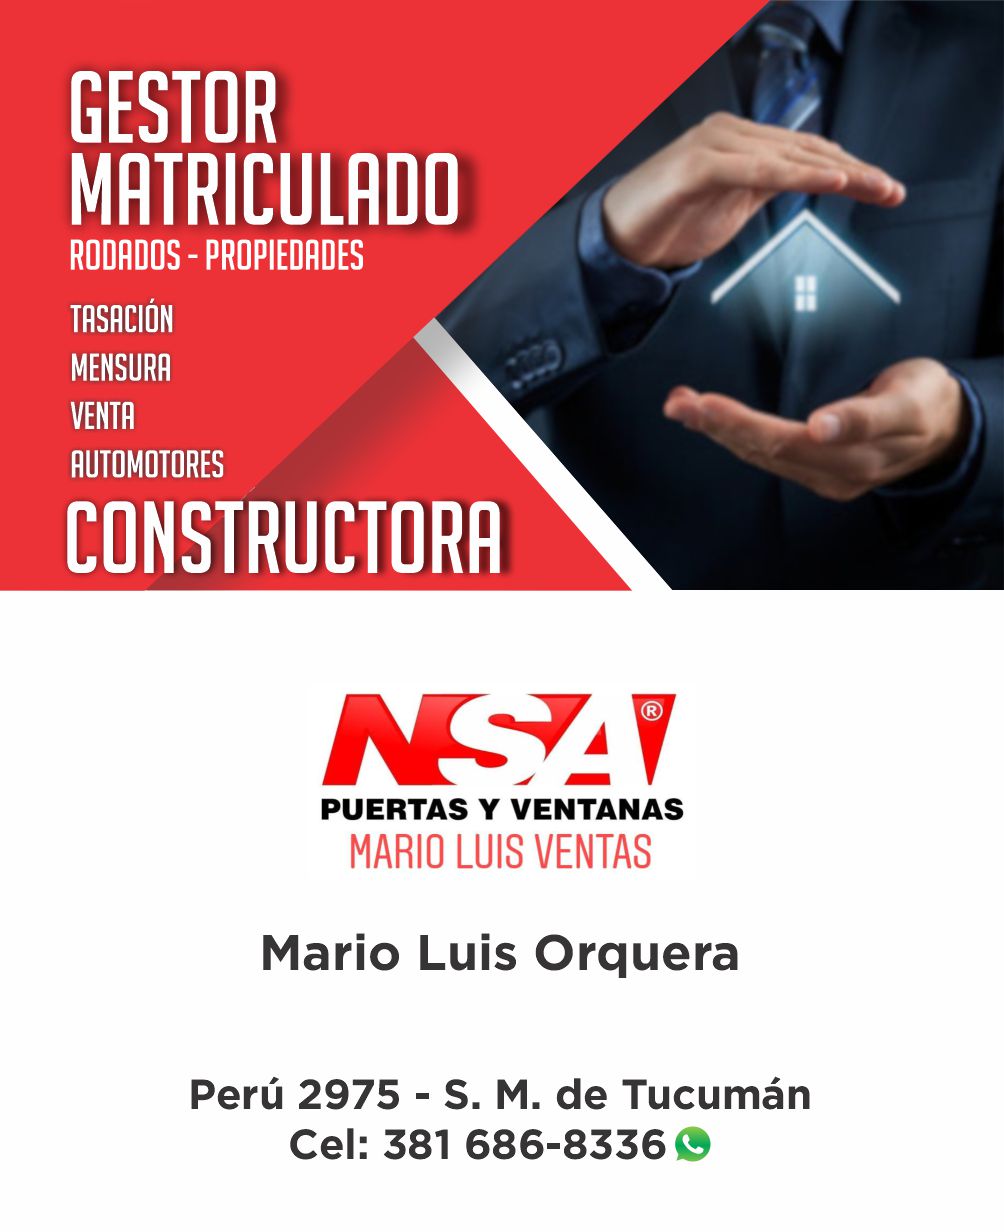 GESTOR
MATRICULADO
RODADOS - PROPIEDADES
TASACIÓN
MENSURA
VENTA
AUTOMOTORES
CONSTRUCTORA
NSA®
PUERTAS Y VENTANAS
MARIO LUIS VENTAS
Mario Luis Orquera
Perú 2975 - S. M. de Tucumán
Cel: 381 686-8336